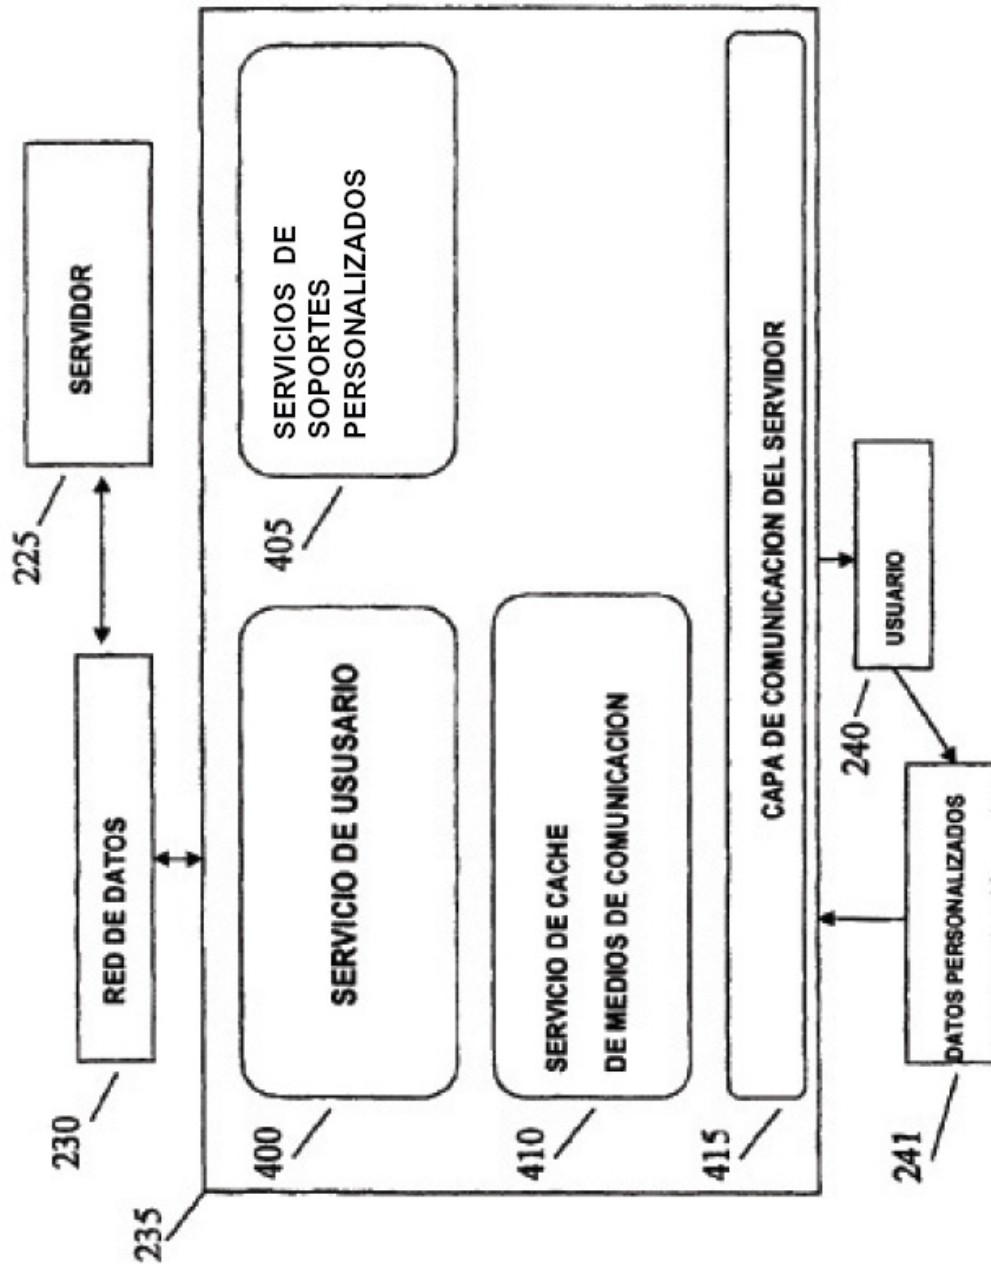 225
SERVIDOR
230
RED DE DATOS
235
400
SERVICIO DE USUSARIO
405
SERVICIOS DE
SOPORTES
PERSONALIZADOS
410
SERVICIO DE CACHE
DE MEDIOS DE COMUNICACION
415
CAPA DE COMUNICACION DEL SERVIDOR
240
USUARIO
241
DATOS PERSONALIZADOS